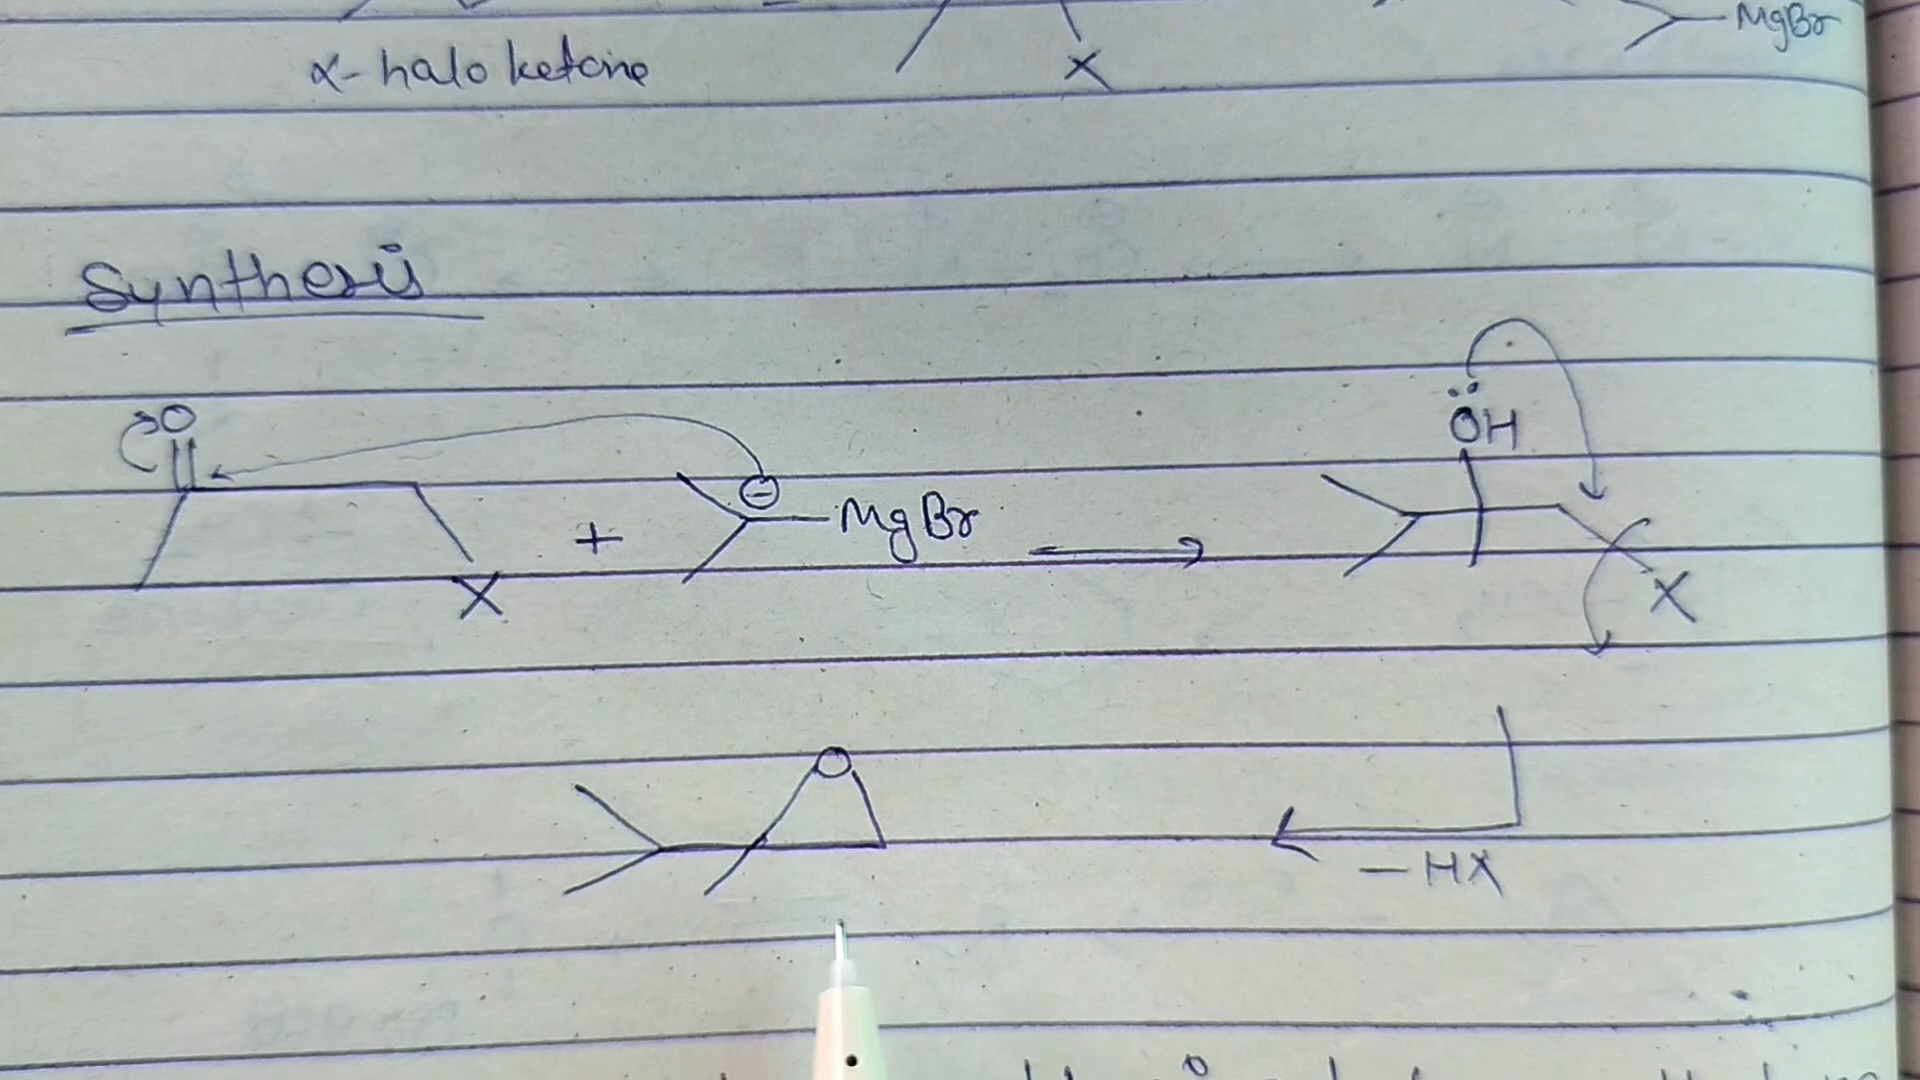 MgBr
α-halo ketone X
Synthesis
O
ÖH
+ ⊖ MgBr
X X
O
-HX